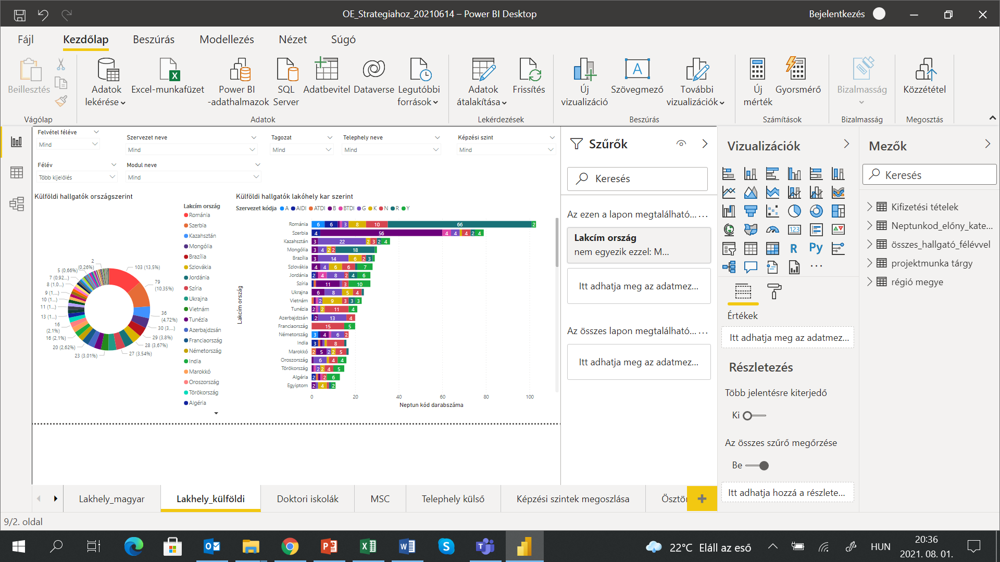 OE_Strategiahoz_20210614 – Power BI Desktop
Bejelentkezés
Fájl Kezdőlap Beszúrás Modellezés Nézet Súgó
Beillesztés
Adatok lekérése
Excel-munkafüzet
Power BI -adathalmazok
SQL Server
Adatbevitel
Dataverse
Legutóbbi források
Adatok átalakítása
Frissítés
Új vizualizáció
Szövegmező
További vizualizációk
Új mérték
Gyorsmérő
Bizalmasság
Közzététel
Vágólap
Adatok
Lekérdezések
Beszúrás
Számítások
Bizalmasság
Megosztás
Felvétel féléve
Mind
Szervezet neve
Mind
Tagozat
Mind
Telephely neve
Mind
Képzési szint
Mind
Félév
Több kijelölés
Modul neve
Mind
Külföldi hallgatók országszerint
2
(0,26%)
5 (0,66%)
7 (0,92...
8 (1,0...
9 (1,...
10 (1...
11 (1...
13 (1...
16
(2,1%)
16 (2,1%)
20 (2,62%)
23 (3,01%)
103 (13,5%)
79
(10,35%)
36
(4,72%)
30 (3,...)
29 (3,8%)
28 (3,67%)
27 (3,54%)
Lakcím ország
Románia
Szerbia
Kazahsztán
Mongólia
Brazília
Szlovákia
Jordánia
Szíria
Ukrajna
Vietnám
Tunézia
Azerbajdzsán
Franciaország
Németország
India
Marokkó
Oroszország
Törökország
Algéria
Külföldi hallgatók lakóhely kar szerint
Szervezet kódja A AIDI ATDI B BTDI G K N R Y
Lakcím ország
Románia 6 6 3 8 10 66 2
Szerbia 4 56 4 4 4 2 4
Kazahsztán 3 22 2 3 2 4
Mongólia 3 4 2 2 18
Brazília 3 14 6 2 3
Szlovákia 4 4 6 6 7
Jordánia 2 4 8 2 4 6
Szíria 11 3 10
Ukrajna 6 8 5 4
Vietnám 2 9 3 3 3
Tunézia 2 2 11 4
Azerbajdzsán 2 13 4
Franciaország 15 5
Németország 3 4 6 2
India 3 8
Marokkó 2 5 2 2 5
Oroszország 6 4 4
Törökország 2 2 4 5
Algéria 2 2 6
Egyiptom 2 4 2
0 20 40 60 80 100
Neptun kód darabszáma
Szűrők
Keresés
Az ezen a lapon megtalálható... ...
Lakcím ország
nem egyezik ezzel: M...
Itt adhatja meg az adatmez...
Az összes lapon megtalálható... ...
Itt adhatja meg az adatmez...
Vizualizációk
123
R
Py
...
Értékek
Itt adhatja meg az adatmez...
Részletezés
Több jelentésre kiterjedő
Ki
Az összes szűrő megőrzése
Be
Itt adhatja hozzá a részlete...
Mezők
Keresés
Kifizetési tételek
Neptunkod_előny_kate...
összes_hallgató_félévvel
projektmunka tárgy
régió megye
Lakhely_magyar
Lakhely_külföldi
Doktori iskolák
MSC
Telephely külső
Képzési szintek megoszlása
Ösztön
9/2. oldal
22°C Eláll az eső
HUN
20:36
2021. 08. 01.